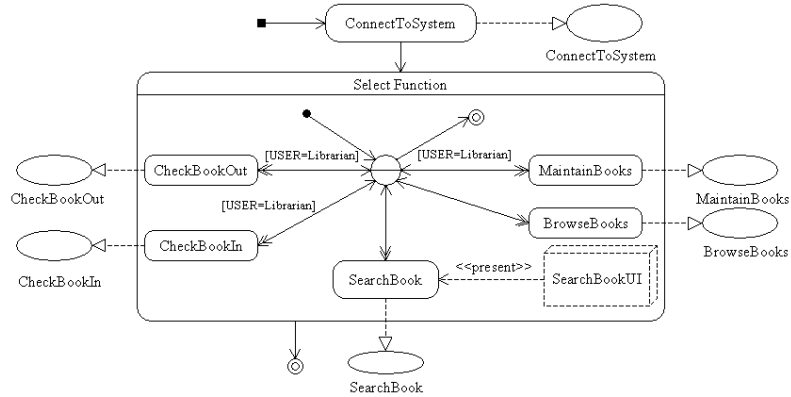 ConnectToSystem
ConnectToSystem
Select Function
[USER=Librarian]
[USER=Librarian]
CheckBookOut
MaintainBooks
CheckBookOut
MaintainBooks
[USER=Librarian]
BrowseBooks
CheckBookIn
BrowseBooks
CheckBookIn
SearchBook
<<present>>
SearchBookUI
SearchBook